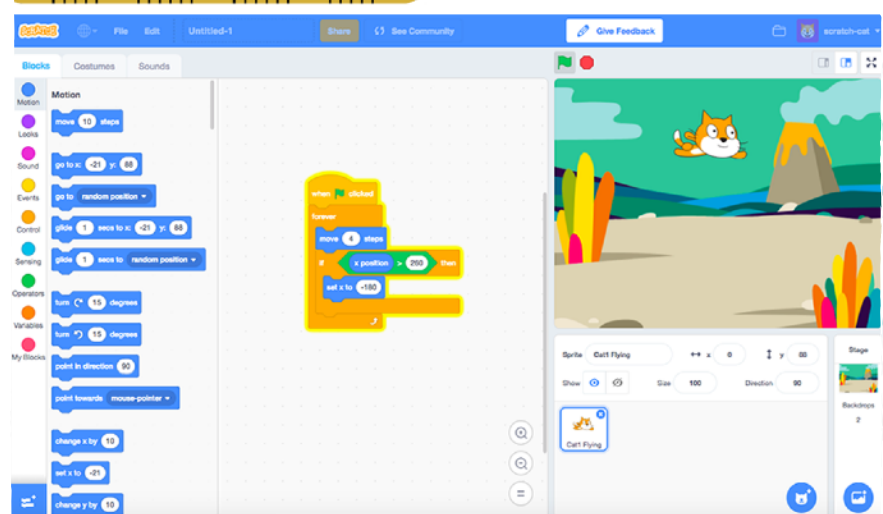 SCRATCH File Edit Untitled-1 Share See Community Give Feedback scratch-cat
Blocks Costumes Sounds
Motion
Looks
Sound
Events
Control
Sensing
Operators
Variables
My Blocks
Motion
move 10 steps
go to x: -21 y: 88
go to random position
glide 1 secs to x: -21 y: 88
glide 1 secs to random position
turn 15 degrees
turn 15 degrees
point in direction 90
point towards mouse-pointer
change x by 10
set x to -21
change y by 10
when clicked
forever
move 4 steps
if x position > 260 then
set x to -180
Sprite Cat1 Flying x 0 y 88
Show Size 100 Direction 90
Cat1 Flying
Stage
Backdrops
2